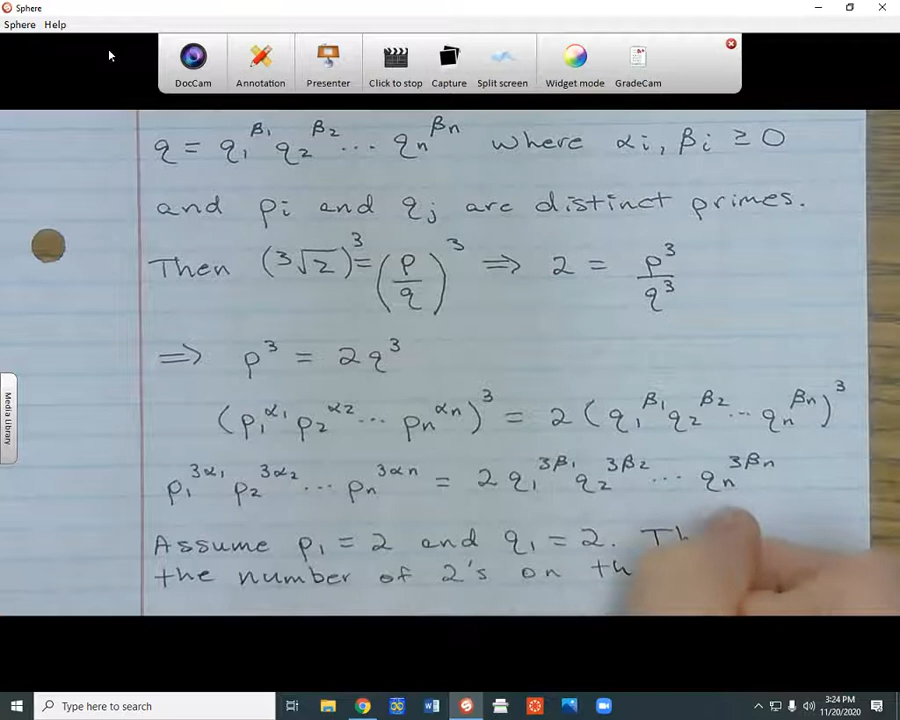 Sphere
Sphere Help
DocCam Annotation Presenter Click to stop Capture Split screen Widget mode GradeCam
Media Library
q = q₁^β₁ q₂^β₂ ... qₙ^βn where αi, βi ≥ 0
and pi and qj are distinct primes.
Then (³√2)³ = (p/q)³ ⟹ 2 = p³/q³
⟹ p³ = 2q³
(p₁^α₁ p₂^α₂ ... pₙ^αn)³ = 2 (q₁^β₁ q₂^β₂ ... qₙ^βn)³
p₁^3α₁ p₂^3α₂ ... pₙ^3αn = 2q₁^3β₁ q₂^3β₂ ... qₙ^3βn
Assume p₁ = 2 and q₁ = 2. Th
the number of 2's on th
Type here to search
3:24 PM
11/20/2020